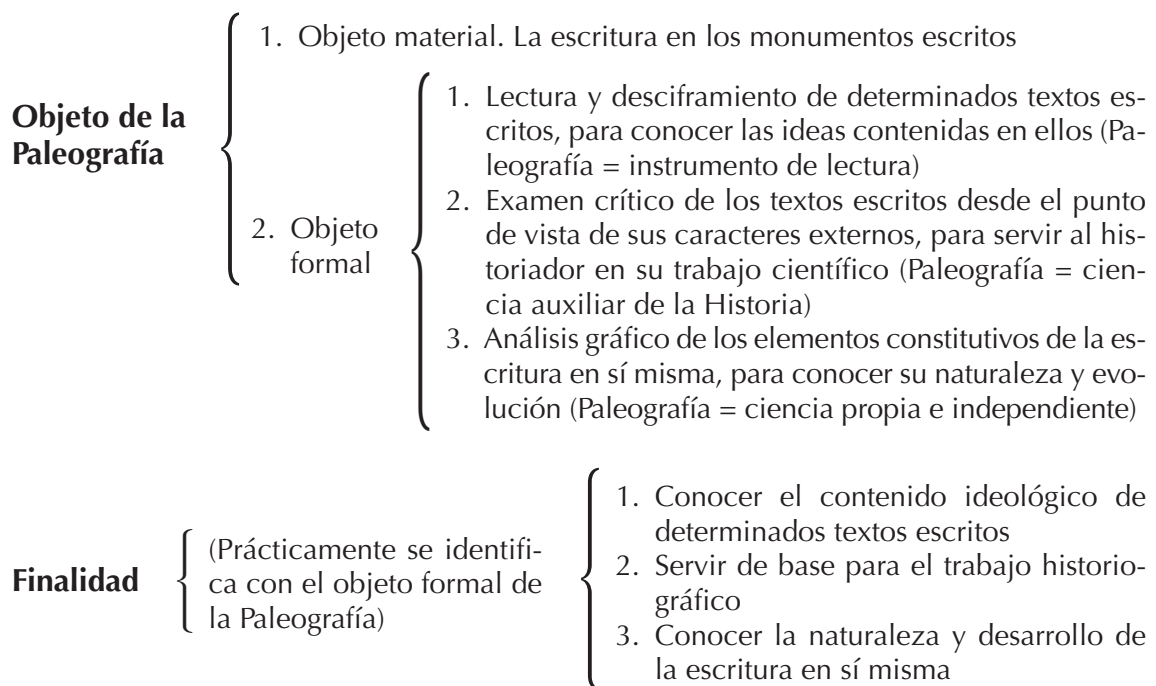 Objeto de la
Paleografía
1. Objeto material. La escritura en los monumentos escritos
2. Objeto
formal
1. Lectura y desciframiento de determinados textos es-
critos, para conocer las ideas contenidas en ellos (Pa-
leografía = instrumento de lectura)
2. Examen crítico de los textos escritos desde el punto
de vista de sus caracteres externos, para servir al his-
toriador en su trabajo científico (Paleografía = cien-
cia auxiliar de la Historia)
3. Análisis gráfico de los elementos constitutivos de la es-
critura en sí misma, para conocer su naturaleza y evo-
lución (Paleografía = ciencia propia e independiente)
Finalidad
(Prácticamente se identifi-
ca con el objeto formal de
la Paleografía)
1. Conocer el contenido ideológico de
determinados textos escritos
2. Servir de base para el trabajo historio-
gráfico
3. Conocer la naturaleza y desarrollo de
la escritura en sí misma